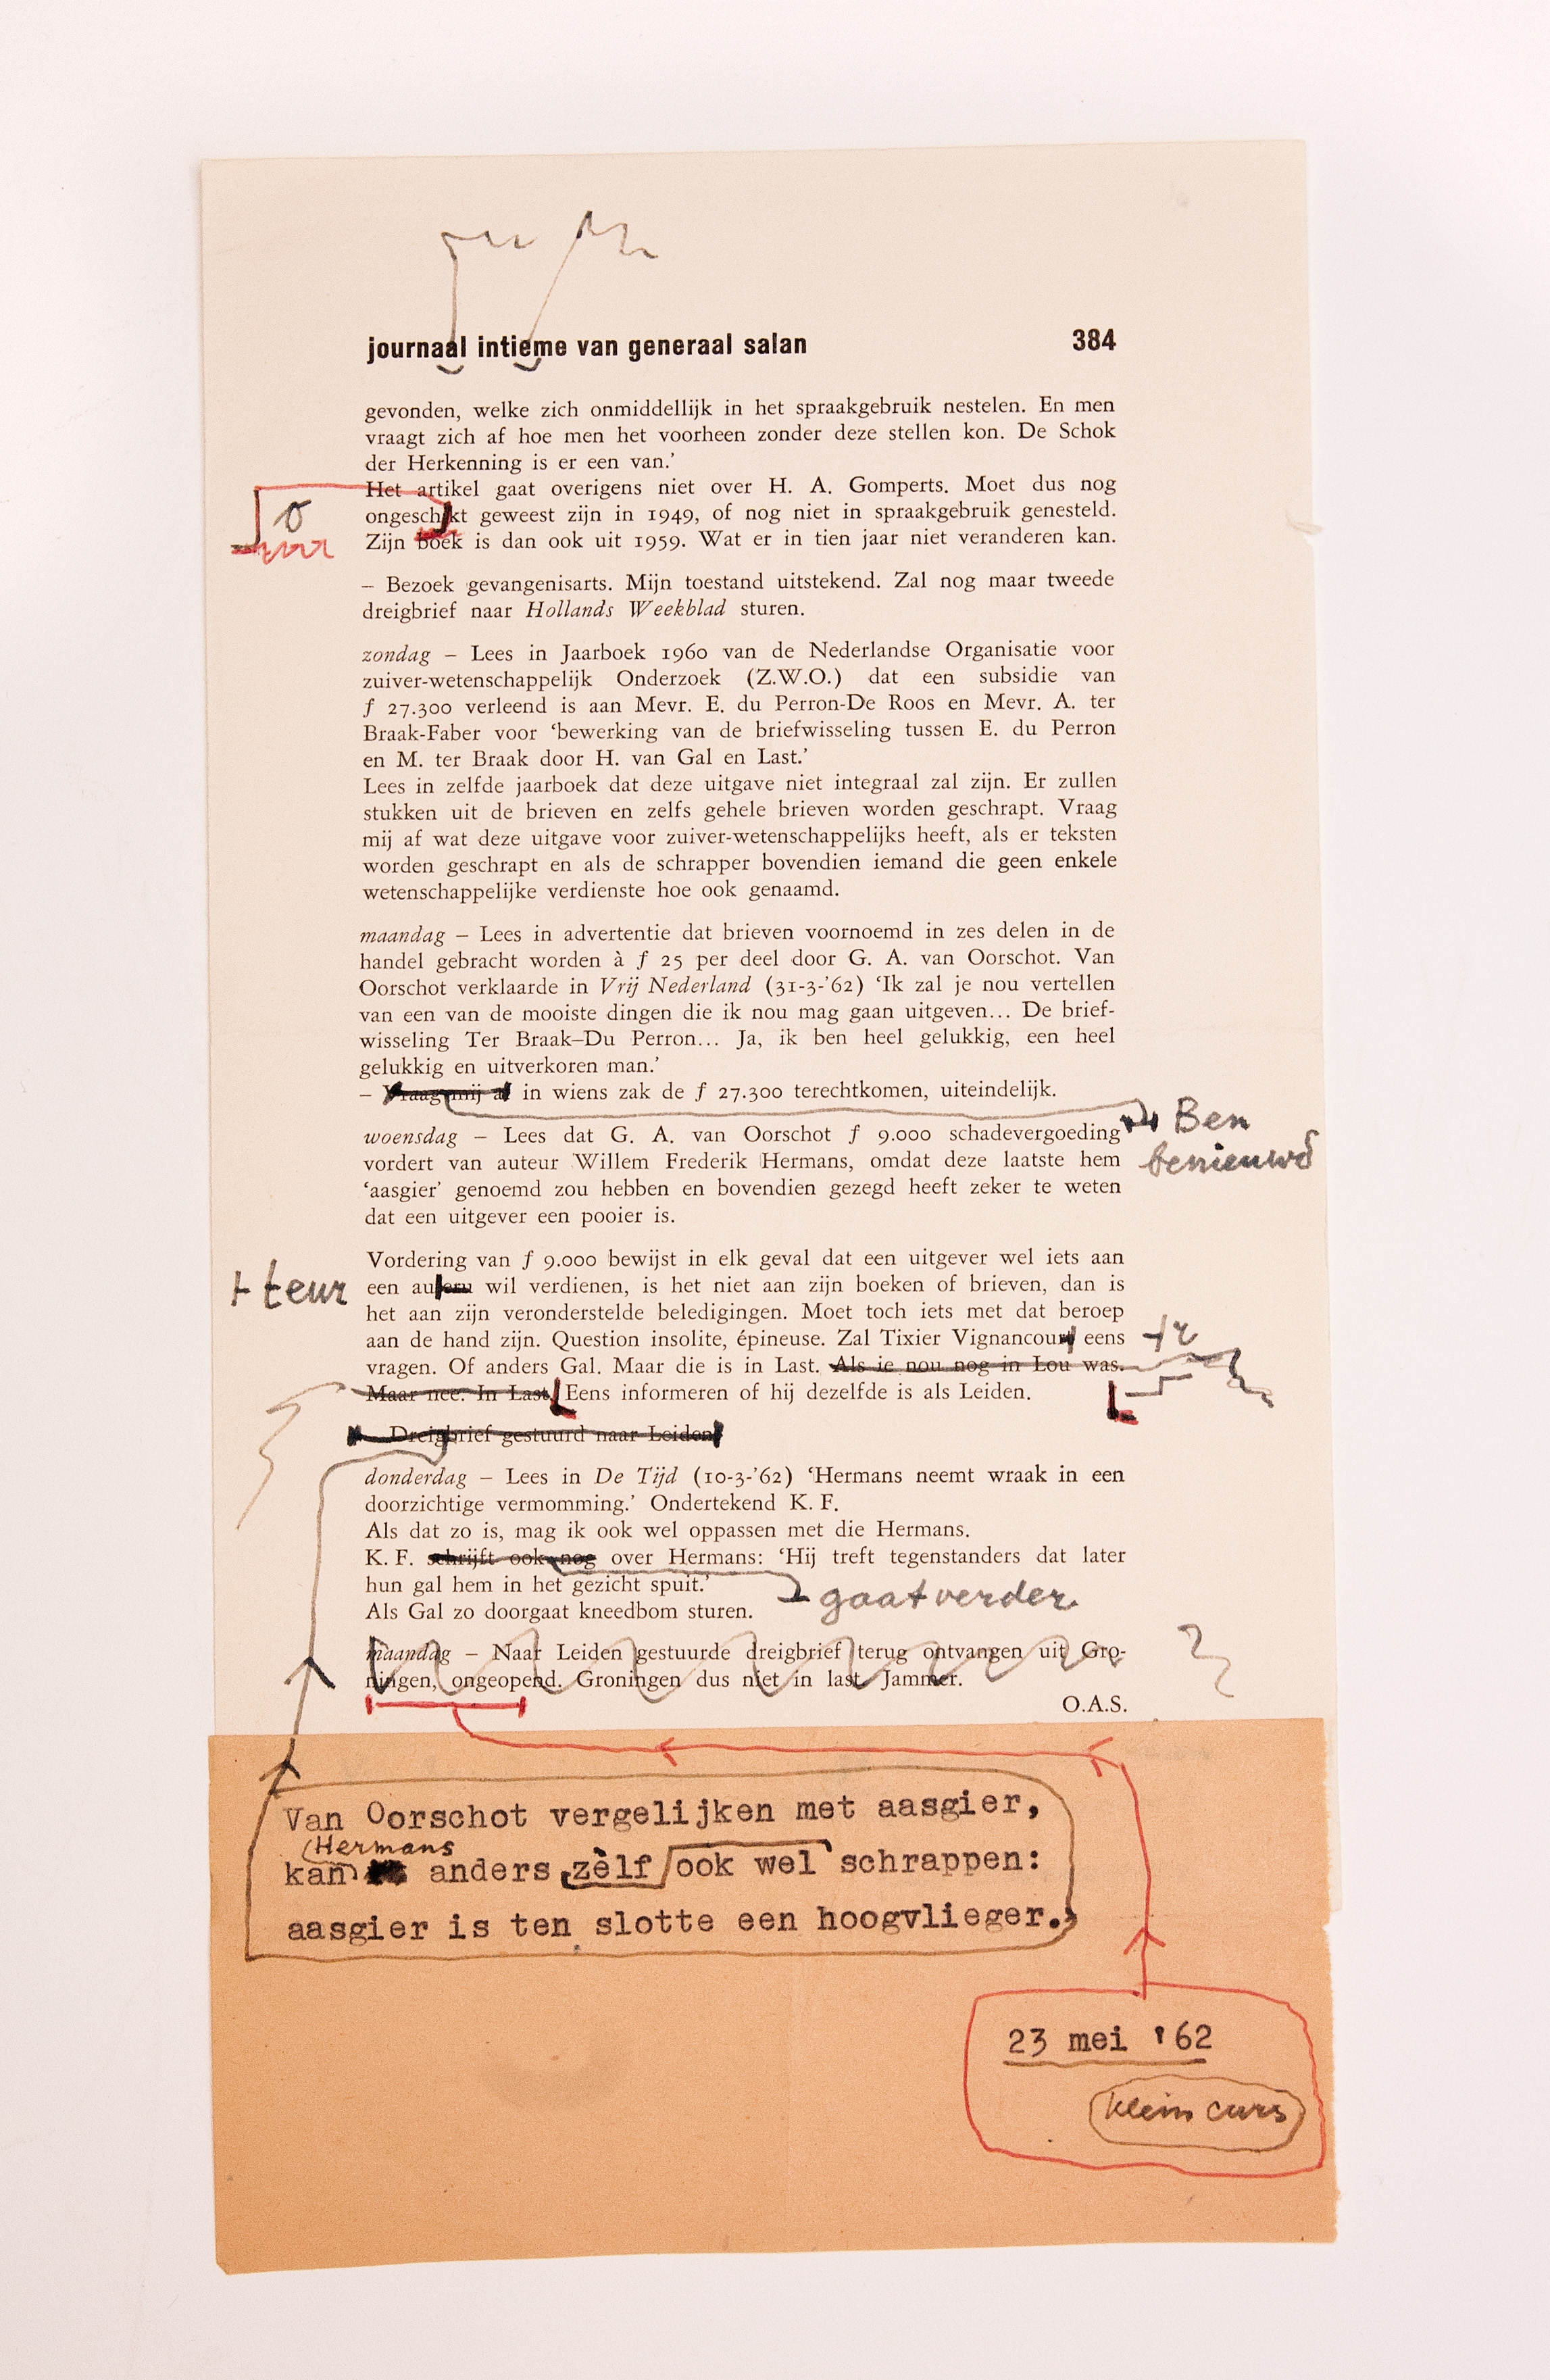 journaal intieme van generaal salan 384
gevonden, welke zich onmiddellijk in het spraakgebruik nestelen. En men
vraagt zich af hoe men het voorheen zonder deze stellen kon. De Schok
der Herkenning is er een van.’
Het artikel gaat overigens niet over H. A. Gomperts. Moet dus nog
ongeschikt geweest zijn in 1949, of nog niet in spraakgebruik genesteld.
Zijn boek is dan ook uit 1959. Wat er in tien jaar niet veranderen kan.
– Bezoek gevangenisarts. Mijn toestand uitstekend. Zal nog maar tweede
dreigbrief naar Hollands Weekblad sturen.
zondag – Lees in Jaarboek 1960 van de Nederlandse Organisatie voor
zuiver-wetenschappelijk Onderzoek (Z.W.O.) dat een subsidie van
f 27.300 verleend is aan Mevr. E. du Perron-De Roos en Mevr. A. ter
Braak-Faber voor ‘bewerking van de briefwisseling tussen E. du Perron
en M. ter Braak door H. van Gal en Last.’
Lees in zelfde jaarboek dat deze uitgave niet integraal zal zijn. Er zullen
stukken uit de brieven en zelfs gehele brieven worden geschrapt. Vraag
mij af wat deze uitgave voor zuiver-wetenschappelijks heeft, als er teksten
worden geschrapt en als de schrapper bovendien iemand die geen enkele
wetenschappelijke verdienste hoe ook genaamd.
maandag – Lees in advertentie dat brieven voornoemd in zes delen in de
handel gebracht worden à f 25 per deel door G. A. van Oorschot. Van
Oorschot verklaarde in Vrij Nederland (31-3-’62) ‘Ik zal je nou vertellen
van een van de mooiste dingen die ik nou mag gaan uitgeven... De brief-
wisseling Ter Braak–Du Perron... Ja, ik ben heel gelukkig, een heel
gelukkig en uitverkoren man.’
– Vraag mij af in wiens zak de f 27.300 terechtkomen, uiteindelijk.
Ben
benieuwd
woensdag – Lees dat G. A. van Oorschot f 9.000 schadevergoeding
vordert van auteur Willem Frederik Hermans, omdat deze laatste hem
‘aasgier’ genoemd zou hebben en bovendien gezegd heeft zeker te weten
dat een uitgever een pooier is.
Vordering van f 9.000 bewijst in elk geval dat een uitgever wel iets aan
teur
een auteru wil verdienen, is het niet aan zijn boeken of brieven, dan is
het aan zijn veronderstelde beledigingen. Moet toch iets met dat beroep
aan de hand zijn. Question insolite, épineuse. Zal Tixier Vignancourt eens
vragen. Of anders Gal. Maar die is in Last. Als ie nou nog in Lou was.
Maar nee. In Last. Eens informeren of hij dezelfde is als Leiden.
– Dreigbrief gestuurd naar Leiden
donderdag – Lees in De Tijd (10-3-’62) ‘Hermans neemt wraak in een
doorzichtige vermomming.’ Ondertekend K. F.
Als dat zo is, mag ik ook wel oppassen met die Hermans.
K. F. schrijft ook nog over Hermans: ‘Hij treft tegenstanders dat later
hun gal hem in het gezicht spuit.’
gaat verder
Als Gal zo doorgaat kneedbom sturen.
maandag – Naar Leiden gestuurde dreigbrief terug ontvangen uit Gro-
ningen, ongeopend. Groningen dus niet in last. Jammer.
O.A.S.
Van Oorschot vergelijken met aasgier,
Hermans
kan anders zèlf ook wel schrappen:
aasgier is ten slotte een hoogvlieger.
23 mei '62
klein curs